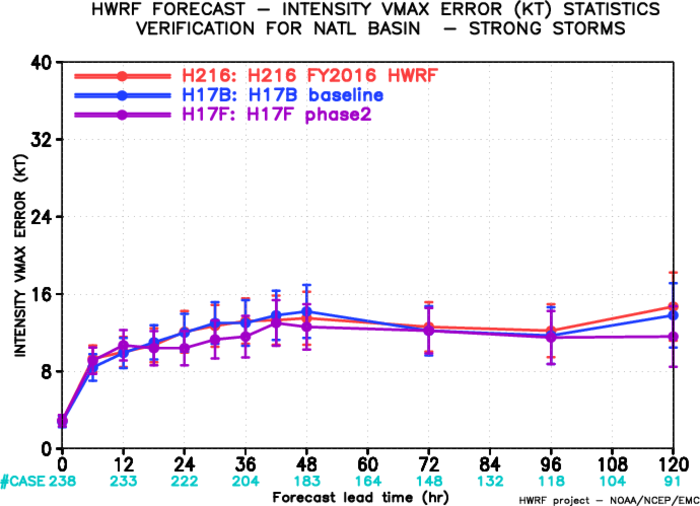 HWRF FORECAST – INTENSITY VMAX ERROR (KT) STATISTICS
VERIFICATION FOR NATL BASIN – STRONG STORMS
H216: H216 FY2016 HWRF
H17B: H17B baseline
H17F: H17F phase2
INTENSITY VMAX ERROR (KT)
40
32
24
16
8
0
0 12 24 36 48 60 72 84 96 108 120
#CASE 238 233 222 204 183 164 148 132 118 104 91
Forecast lead time (hr)
HWRF project – NOAA/NCEP/EMC